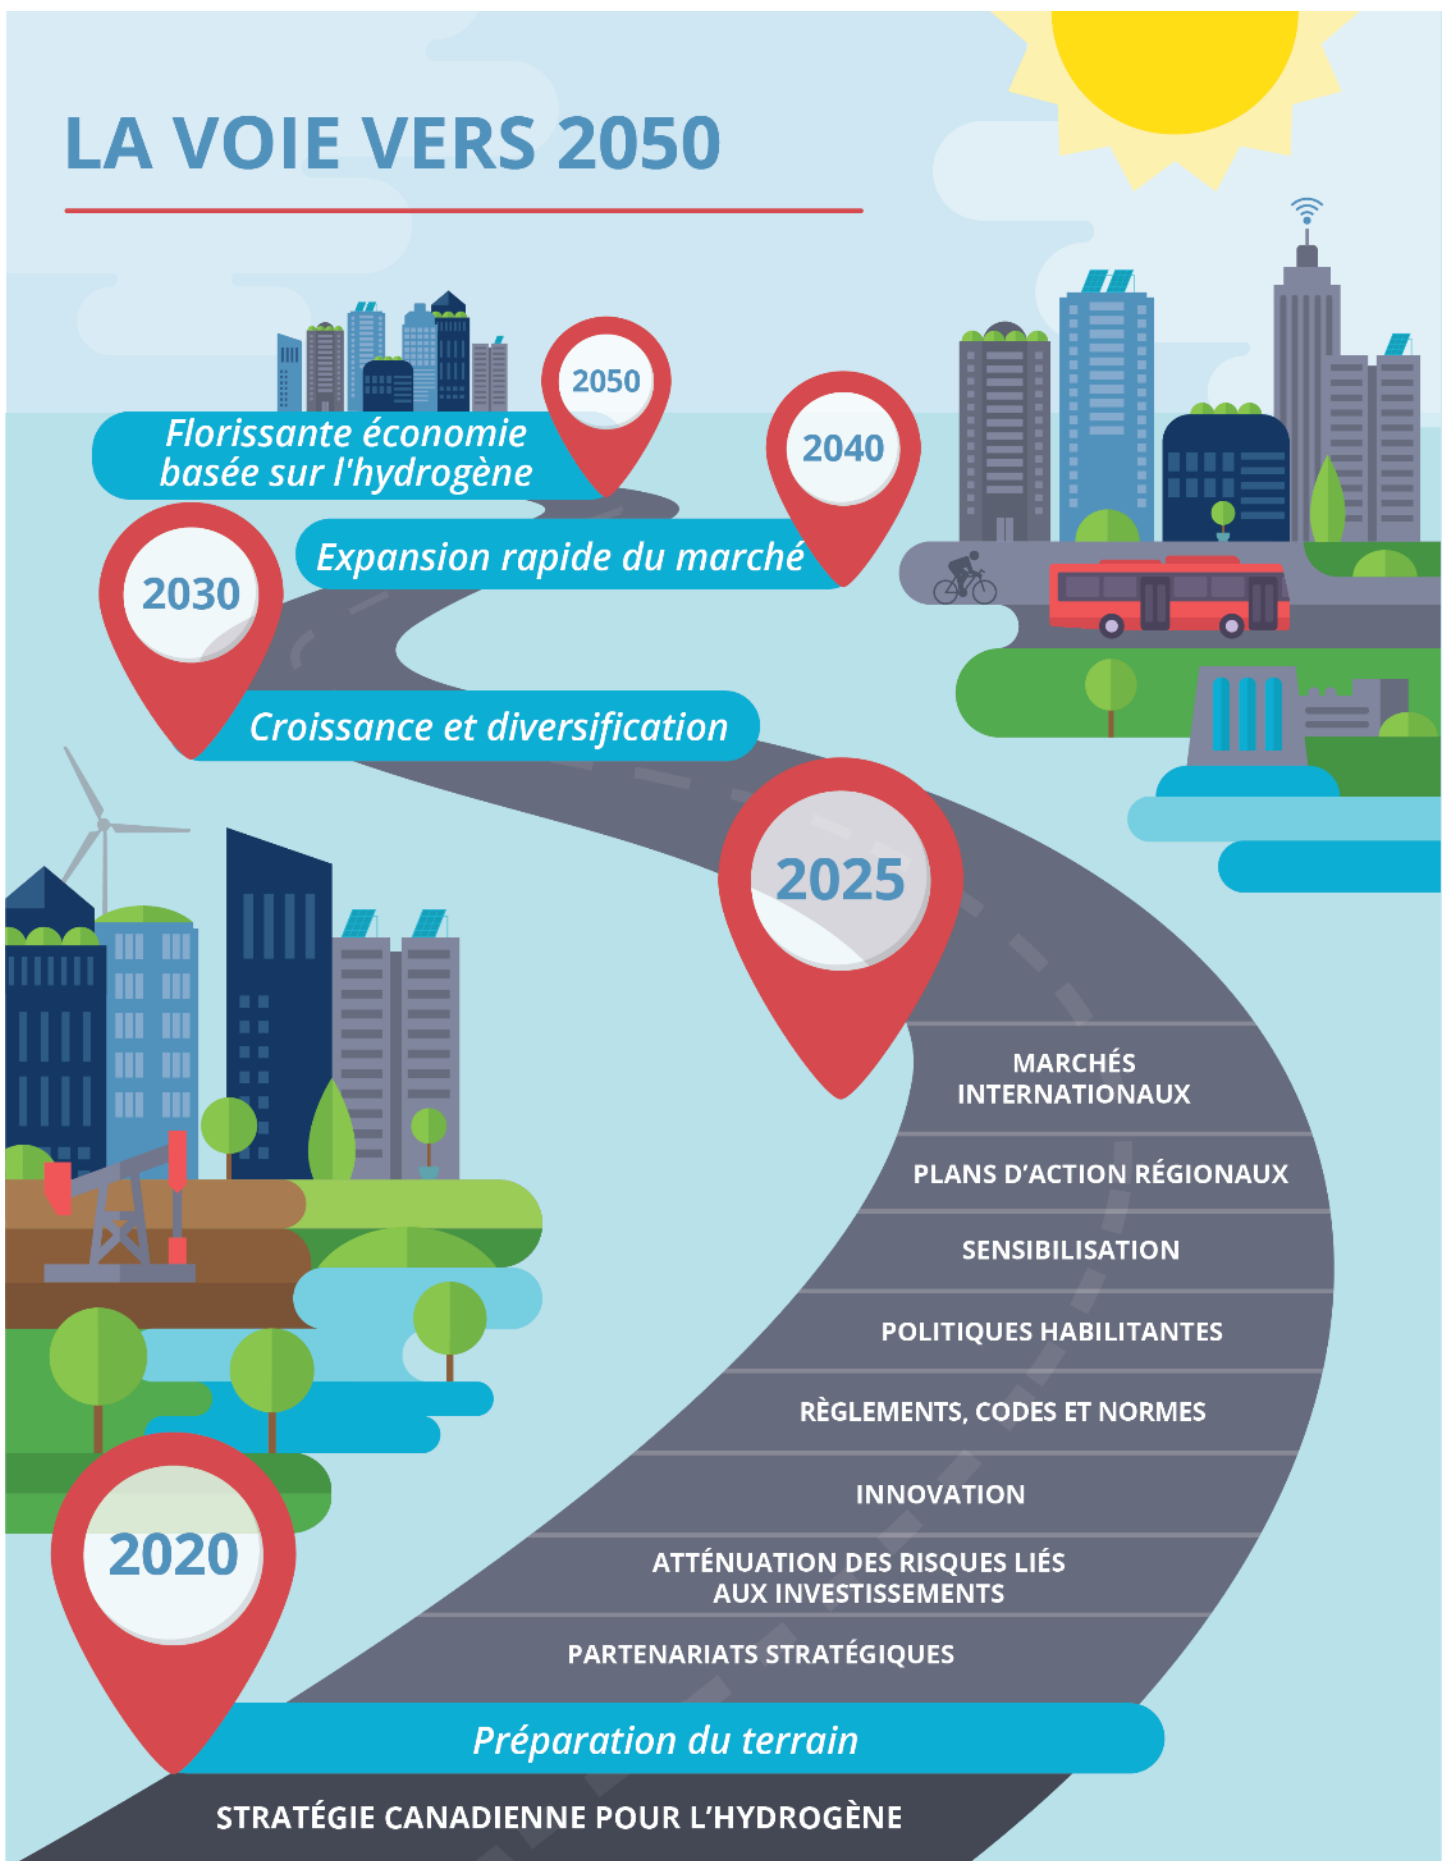 LA VOIE VERS 2050
2050
Florissante économie
basée sur l'hydrogène
2040
Expansion rapide du marché
2030
Croissance et diversification
2025
MARCHÉS
INTERNATIONAUX
PLANS D’ACTION RÉGIONAUX
SENSIBILISATION
POLITIQUES HABILITANTES
RÈGLEMENTS, CODES ET NORMES
INNOVATION
ATTÉNUATION DES RISQUES LIÉS
AUX INVESTISSEMENTS
PARTENARIATS STRATÉGIQUES
2020
Préparation du terrain
STRATÉGIE CANADIENNE POUR L’HYDROGÈNE